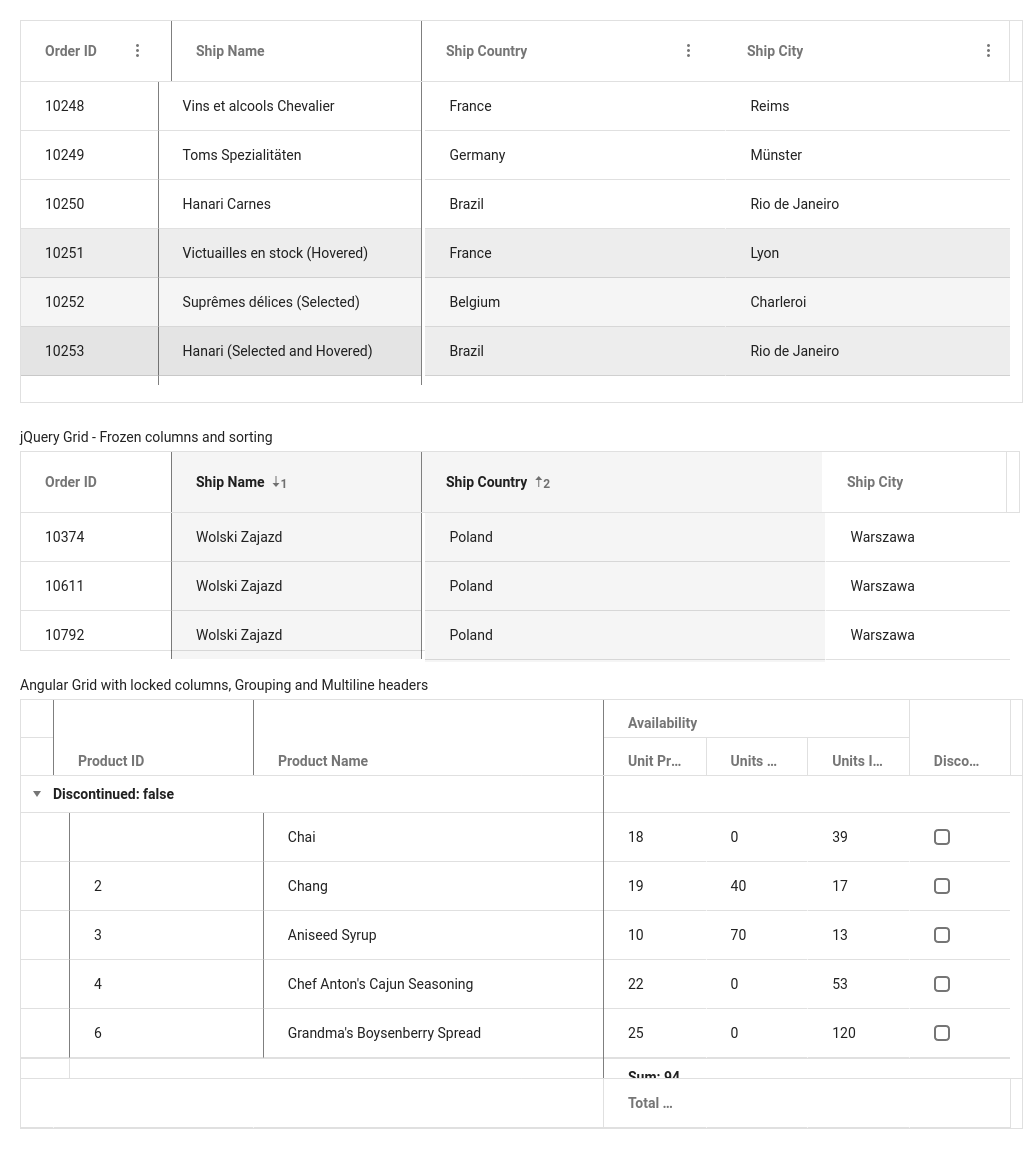 Order ID Ship Name Ship Country Ship City
10248 Vins et alcools Chevalier France Reims
10249 Toms Spezialitäten Germany Münster
10250 Hanari Carnes Brazil Rio de Janeiro
10251 Victuailles en stock (Hovered) France Lyon
10252 Suprêmes délices (Selected) Belgium Charleroi
10253 Hanari (Selected and Hovered) Brazil Rio de Janeiro
jQuery Grid - Frozen columns and sorting
Order ID Ship Name ↓1 Ship Country ↑2 Ship City
10374 Wolski Zajazd Poland Warszawa
10611 Wolski Zajazd Poland Warszawa
10792 Wolski Zajazd Poland Warszawa
Angular Grid with locked columns, Grouping and Multiline headers
Availability
Product ID Product Name Unit Pr... Units ... Units I... Disco...
Discontinued: false
Chai 18 0 39
2 Chang 19 40 17
3 Aniseed Syrup 10 70 13
4 Chef Anton's Cajun Seasoning 22 0 53
6 Grandma's Boysenberry Spread 25 0 120
Sum: 94
Total ...